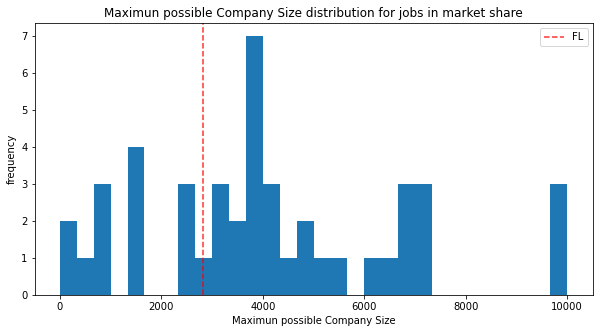 Maximun possible Company Size distribution for jobs in market share
FL
7
6
5
4
3
2
1
0
frequency
0 2000 4000 6000 8000 10000
Maximun possible Company Size